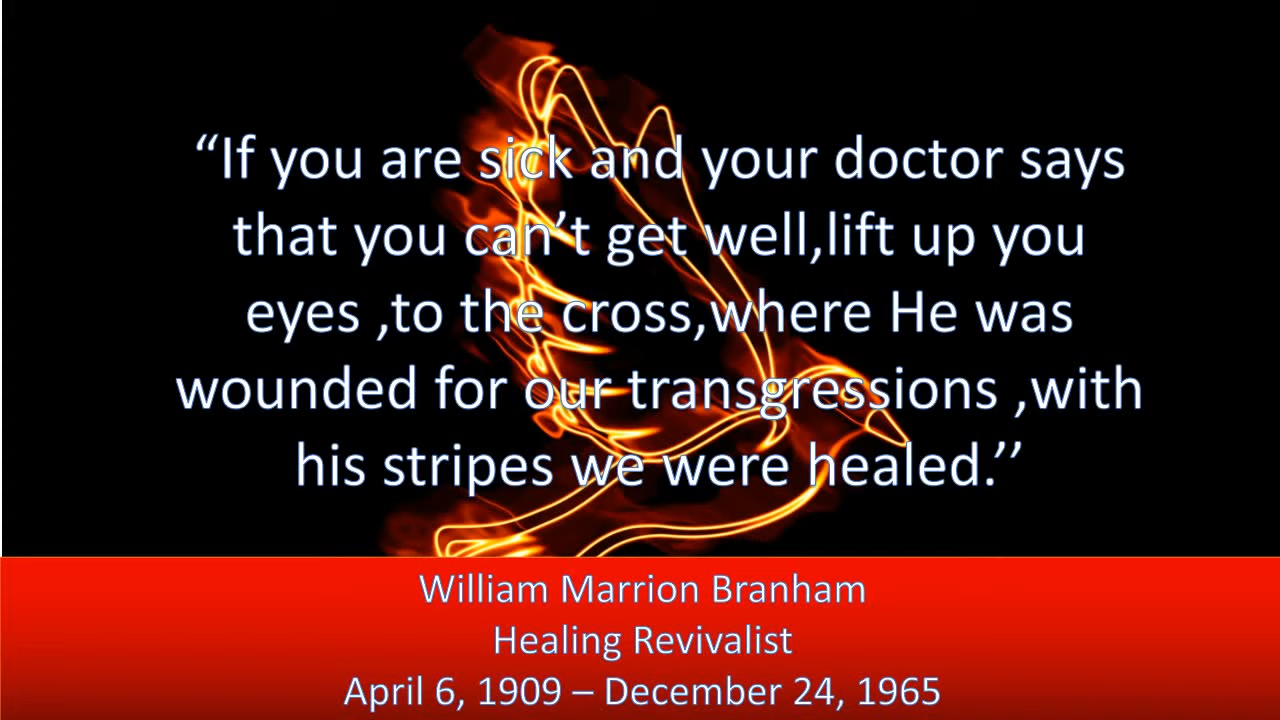 “If you are sick and your doctor says
that you can’t get well,lift up you
eyes ,to the cross,where He was
wounded for our transgressions ,with
his stripes we were healed.’’
William Marrion Branham
Healing Revivalist
April 6, 1909 – December 24, 1965